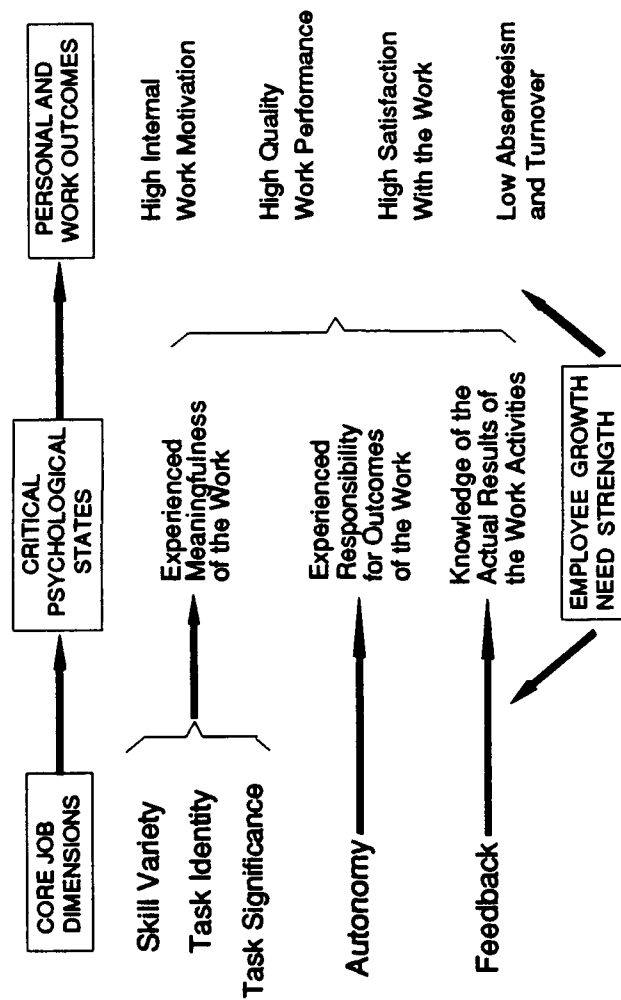 CORE JOB
DIMENSIONS
CRITICAL
PSYCHOLOGICAL
STATES
PERSONAL AND
WORK OUTCOMES
Skill Variety
Task Identity
Task Significance
Experienced
Meaningfulness
of the Work
High Internal
Work Motivation
High Quality
Work Performance
Autonomy
Experienced
Responsibility
for Outcomes
of the Work
High Satisfaction
With the Work
Feedback
Knowledge of the
Actual Results of
the Work Activities
Low Absenteeism
and Turnover
EMPLOYEE GROWTH
NEED STRENGTH